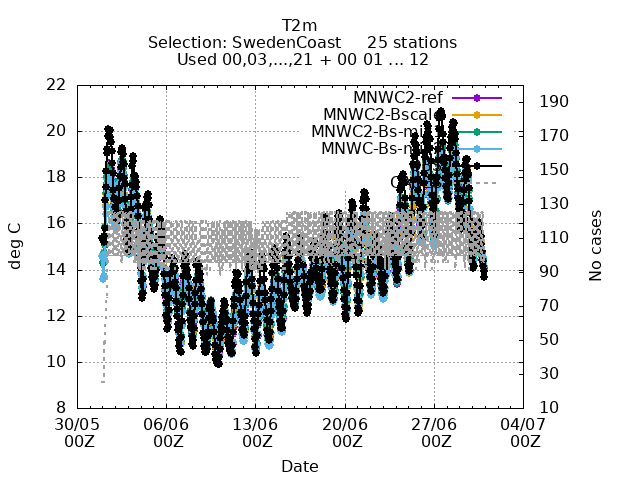 T2m
Selection: SwedenCoast 25 stations
Used 00,03,...,21 + 00 01 ... 12
22
20
18
16
14
12
10
8
deg C
MNWC2-ref
MNWC2-Bscal
MNWC2-Bs-mi
MNWC-Bs-m
190
170
150
130
110
90
70
50
30
10
No cases
30/05 06/06 13/06 20/06 27/06 04/07
00Z 00Z 00Z 00Z 00Z 00Z
Date